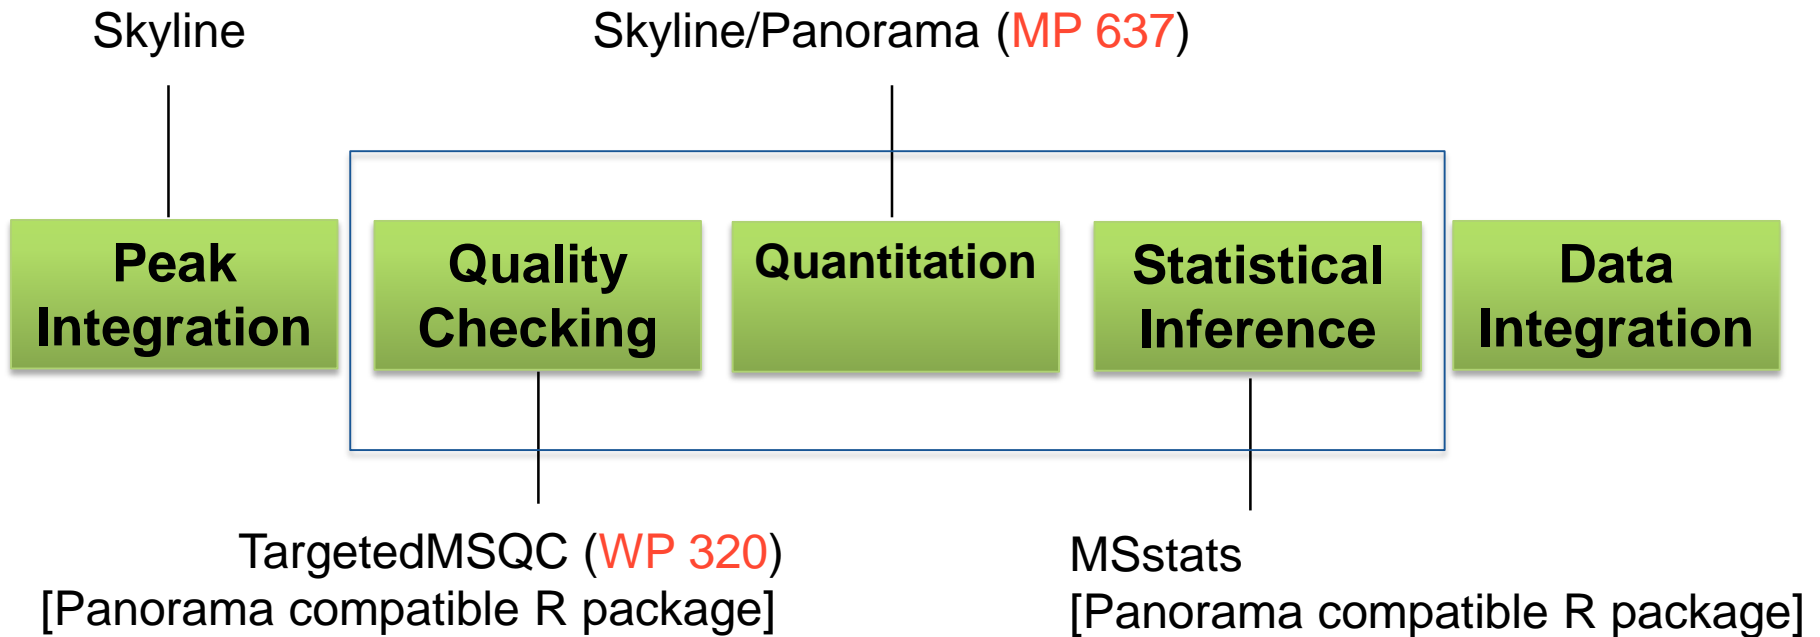 Skyline
Skyline/Panorama (MP 637)
Peak
Integration
Quality
Checking
Quantitation
Statistical
Inference
Data
Integration
TargetedMSQC (WP 320)
[Panorama compatible R package]
MSstats
[Panorama compatible R package]